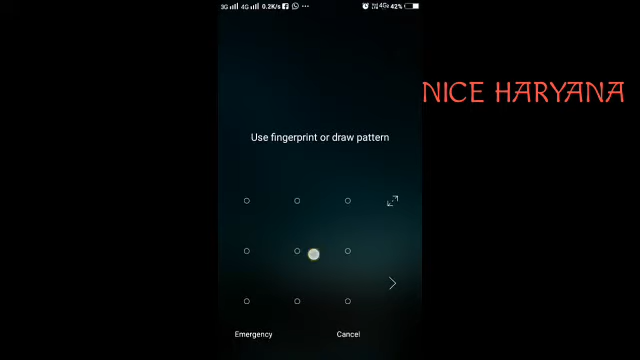 3G 4G 0.2K/s 4G 42%
NICE HARYANA
Use fingerprint or draw pattern
Emergency Cancel